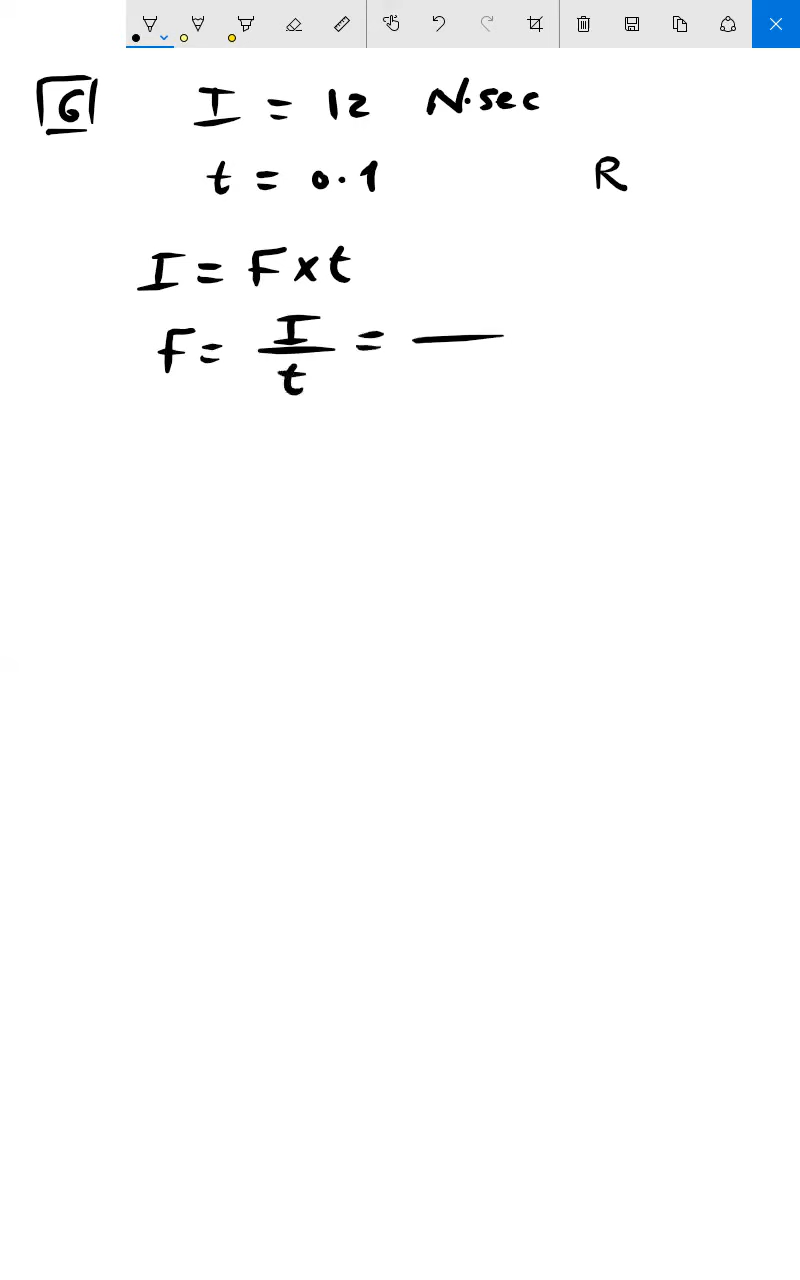 6 I = 12 N.sec
t = 0.1 R
I = F x t
F = I/t = —